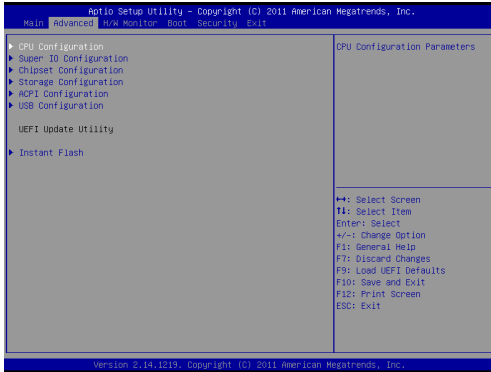 Aptio Setup Utility – Copyright (C) 2011 American Megatrends, Inc.
Main Advanced H/W Monitor Boot Security Exit
CPU Configuration
Super IO Configuration
Chipset Configuration
Storage Configuration
ACPI Configuration
USB Configuration
UEFI Update Utility
Instant Flash
CPU Configuration Parameters
↔: Select Screen
↑↓: Select Item
Enter: Select
+/-: Change Option
F1: General Help
F7: Discard Changes
F9: Load UEFI Defaults
F10: Save and Exit
F12: Print Screen
ESC: Exit
Version 2.14.1219. Copyright (C) 2011 American Megatrends, Inc.